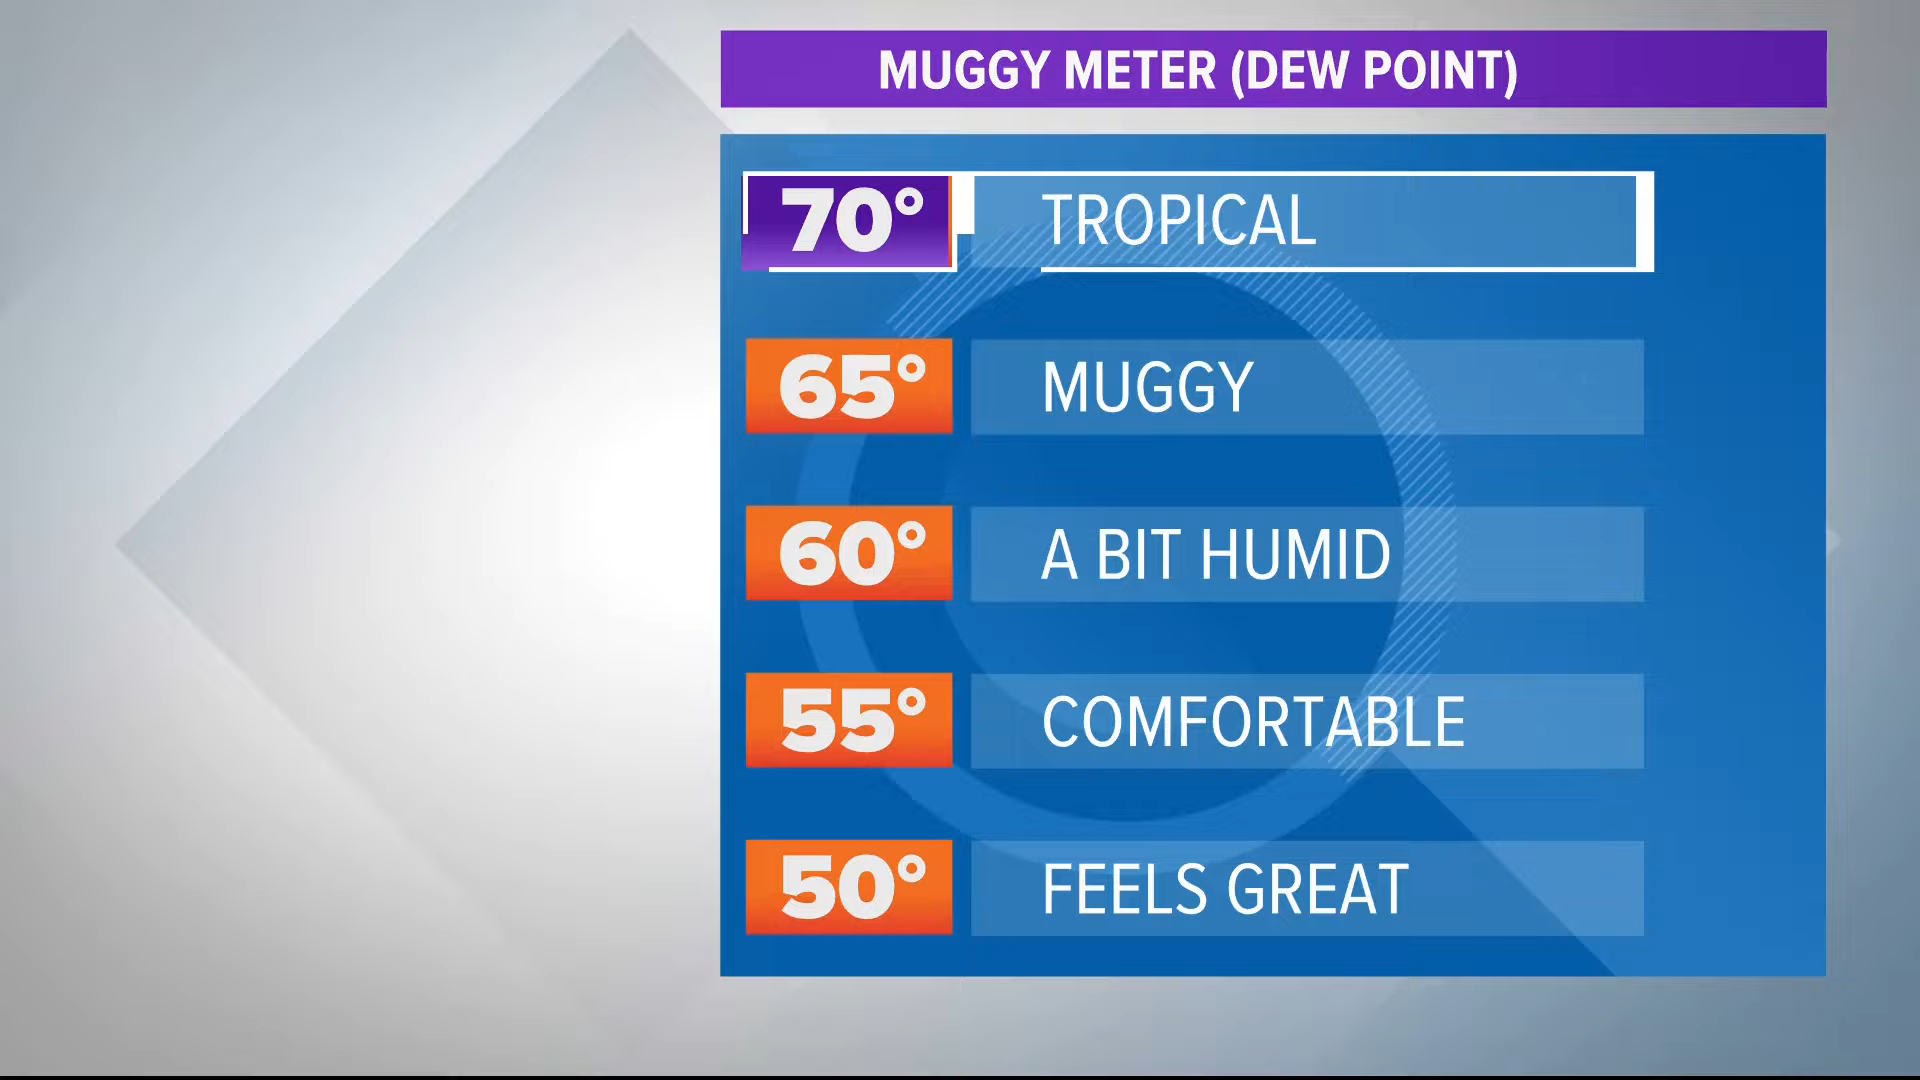 MUGGY METER (DEW POINT)
70° TROPICAL
65° MUGGY
60° A BIT HUMID
55° COMFORTABLE
50° FEELS GREAT